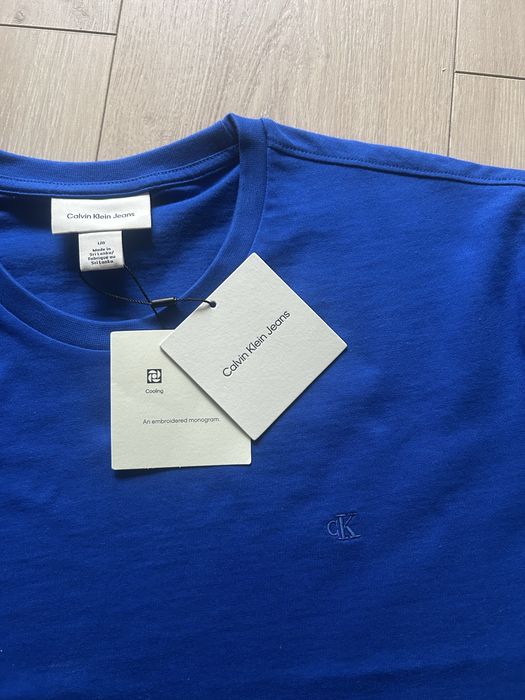 Calvin Klein Jeans
L/G
Made in
Sri Lanka/
Fabriqué au
Sri Lanka
Calvin Klein Jeans
Cooling
An embroidered monogram.
CK